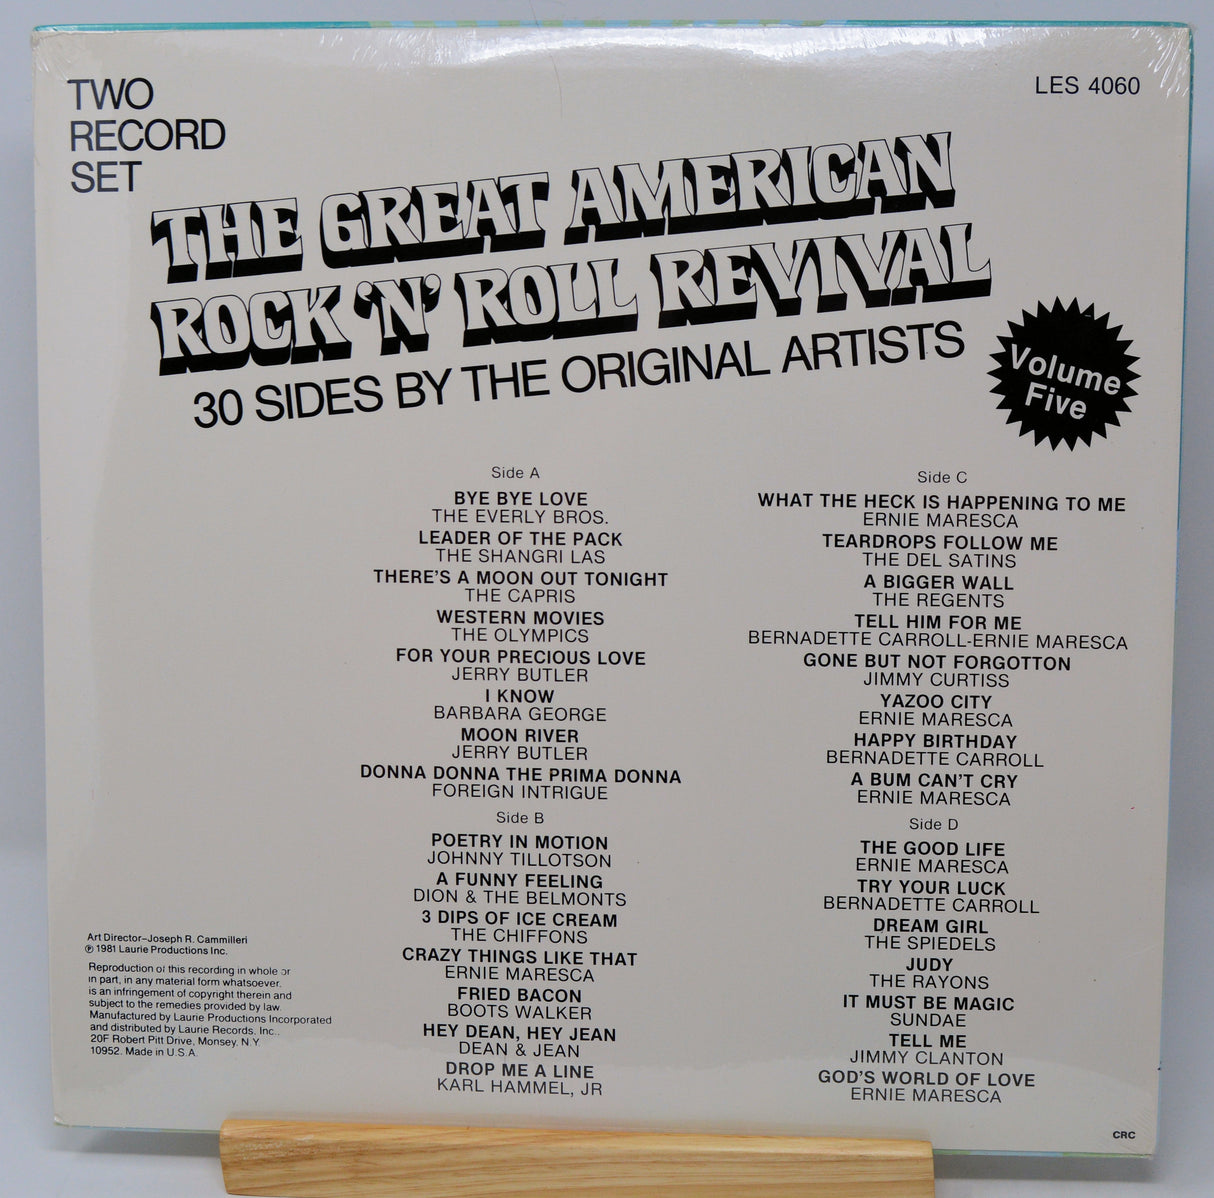 TWO
RECORD
SET
LES 4060
THE GREAT AMERICAN
ROCK 'N' ROLL REVIVAL
30 SIDES BY THE ORIGINAL ARTISTS
Volume
Five
Side A
BYE BYE LOVE
THE EVERLY BROS.
LEADER OF THE PACK
THE SHANGRI LAS
THERE'S A MOON OUT TONIGHT
THE CAPRIS
WESTERN MOVIES
THE OLYMPICS
FOR YOUR PRECIOUS LOVE
JERRY BUTLER
I KNOW
BARBARA GEORGE
MOON RIVER
JERRY BUTLER
DONNA DONNA THE PRIMA DONNA
FOREIGN INTRIGUE
Side B
POETRY IN MOTION
JOHNNY TILLOTSON
A FUNNY FEELING
DION & THE BELMONTS
3 DIPS OF ICE CREAM
THE CHIFFONS
CRAZY THINGS LIKE THAT
ERNIE MARESCA
FRIED BACON
BOOTS WALKER
HEY DEAN, HEY JEAN
DEAN & JEAN
DROP ME A LINE
KARL HAMMEL, JR
Side C
WHAT THE HECK IS HAPPENING TO ME
ERNIE MARESCA
TEARDROPS FOLLOW ME
THE DEL SATINS
A BIGGER WALL
THE REGENTS
TELL HIM FOR ME
BERNADETTE CARROLL-ERNIE MARESCA
GONE BUT NOT FORGOTTON
JIMMY CURTISS
YAZOO CITY
ERNIE MARESCA
HAPPY BIRTHDAY
BERNADETTE CARROLL
A BUM CAN'T CRY
ERNIE MARESCA
Side D
THE GOOD LIFE
ERNIE MARESCA
TRY YOUR LUCK
BERNADETTE CARROLL
DREAM GIRL
THE SPIEDELS
JUDY
THE RAYONS
IT MUST BE MAGIC
SUNDAE
TELL ME
JIMMY CLANTON
GOD'S WORLD OF LOVE
ERNIE MARESCA
Art Director–Joseph R. Cammilleri
℗ 1981 Laurie Productions Inc.
Reproduction of this recording in whole or
in part, in any material form whatsoever.
is an infringement of copyright therein and
subject to the remedies provided by law.
Manufactured by Laurie Productions Incorporated
and distributed by Laurie Records, Inc.,
20F Robert Pitt Drive, Monsey, N.Y.
10952. Made in U.S.A.
CRC